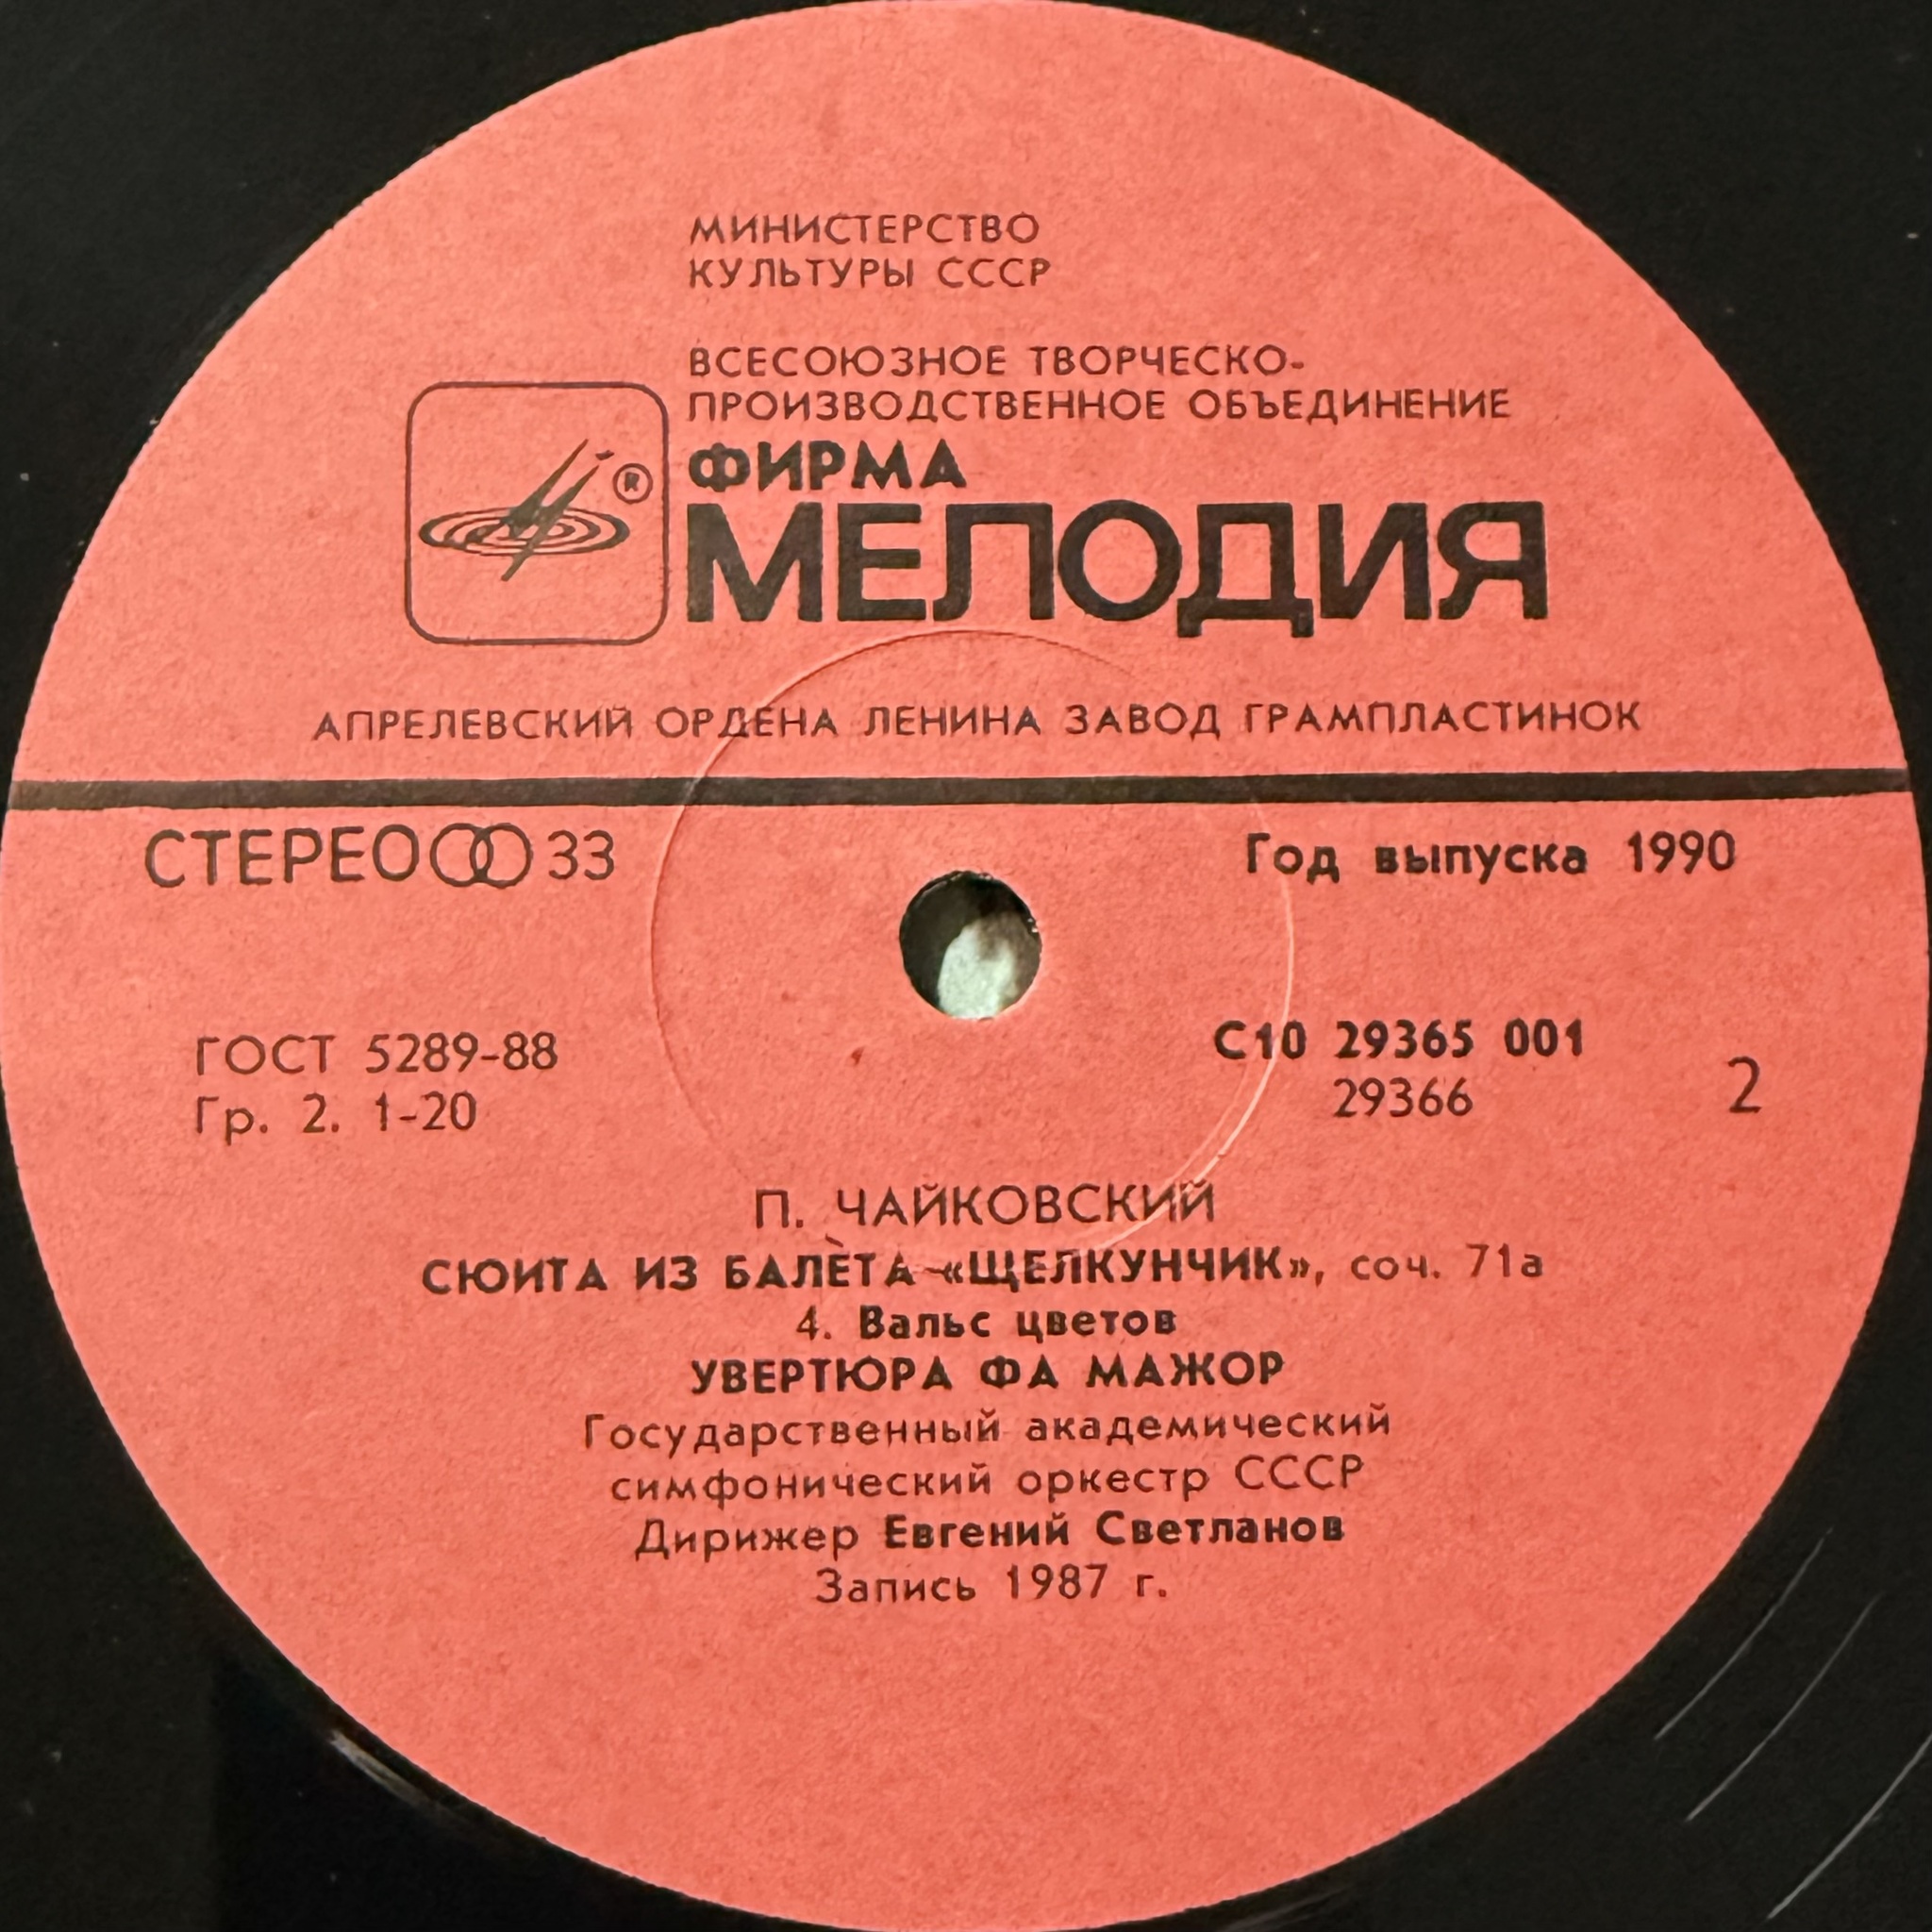 МИНИСТЕРСТВО
КУЛЬТУРЫ СССР
ВСЕСОЮЗНОЕ ТВОРЧЕСКО-
ПРОИЗВОДСТВЕННОЕ ОБЪЕДИНЕНИЕ
ФИРМА
®
МЕЛОДИЯ
АПРЕЛЕВСКИЙ ОРДЕНА ЛЕНИНА ЗАВОД ГРАМПЛАСТИНОК
СТЕРЕО 33
Год выпуска 1990
ГОСТ 5289-88
Гр. 2. 1-20
С10 29365 001
29366
2
П. ЧАЙКОВСКИЙ
СЮИТА ИЗ БАЛЕТА «ЩЕЛКУНЧИК», соч. 71а
4. Вальс цветов
УВЕРТЮРА ФА МАЖОР
Государственный академический
симфонический оркестр СССР
Дирижер Евгений Светланов
Запись 1987 г.